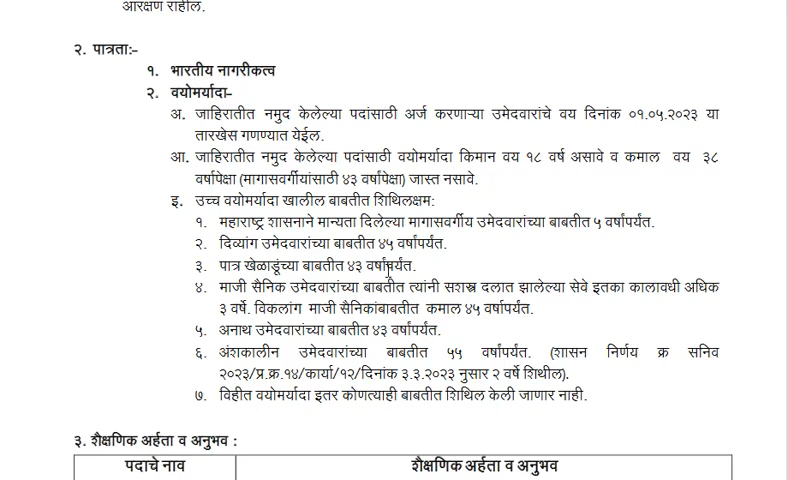 आरक्षण राहील.
२. पात्रता:-
१. भारतीय नागरीकत्व
२. वयोमर्यादा-
अ. जाहिरातीत नमुद केलेल्या पदांसाठी अर्ज करणाऱ्या उमेदवारांचे वय दिनांक ०१.०५.२०२३ या
तारखेस गणण्यात येईल.
आ. जाहिरातीत नमुद केलेल्या पदांसाठी वयोमर्यादा किमान वय १८ वर्ष असावे व कमाल वय ३८
वर्षापेक्षा (मागासवर्गीयांसाठी ४३ वर्षापेक्षा) जास्त नसावे.
इ. उच्च वयोमर्यादा खालील बाबतीत शिथिलक्षम:
१. महाराष्ट्र शासनाने मान्यता दिलेल्या मागासवर्गीय उमेदवारांच्या बाबतीत ५ वर्षांपर्यंत.
२. दिव्यांग उमेदवारांच्या बाबतीत ४५ वर्षांपर्यंत.
३. पात्र खेळाडूंच्या बाबतीत ४३ वर्षांपर्यंत.
४. माजी सैनिक उमेदवारांच्या बाबतीत त्यांनी सशस्त्र दलात झालेल्या सेवे इतका कालावधी अधिक
३ वर्षे. विकलांग माजी सैनिकांबाबतीत कमाल ४५ वर्षापर्यंत.
५. अनाथ उमेदवारांच्या बाबतीत ४३ वर्षांपर्यंत.
६. अंशकालीन उमेदवारांच्या बाबतीत ५५ वर्षांपर्यंत. (शासन निर्णय क्र सनिव
२०२३/प्र.क्र.१४/कार्या/१२/दिनांक ३.३.२०२३ नुसार २ वर्षे शिथील).
७. विहीत वयोमर्यादा इतर कोणत्याही बाबतीत शिथिल केली जाणार नाही.
३. शैक्षणिक अर्हता व अनुभव :
पदाचे नाव शैक्षणिक अर्हता व अनुभव